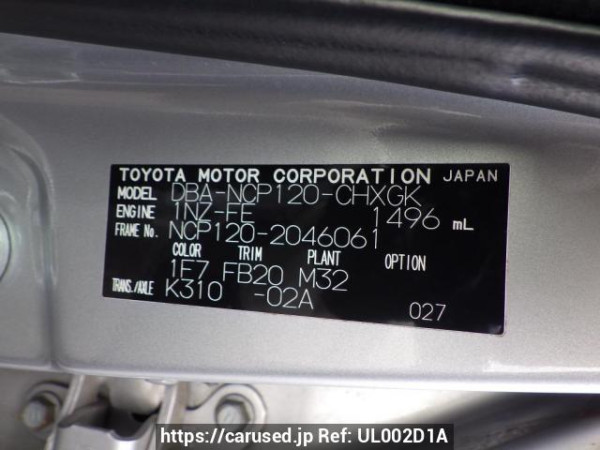 TOYOTA MOTOR CORPORATION JAPAN
MODEL DBA-NCP120-CHXGK
ENGINE 1NZ-FE 1496 mL
FRAME No. NCP120-2046061
COLOR TRIM PLANT OPTION
1E7 FB20 M32
TRANS./AXLE K310 -02A
027
https://carused.jp Ref: UL002D1A